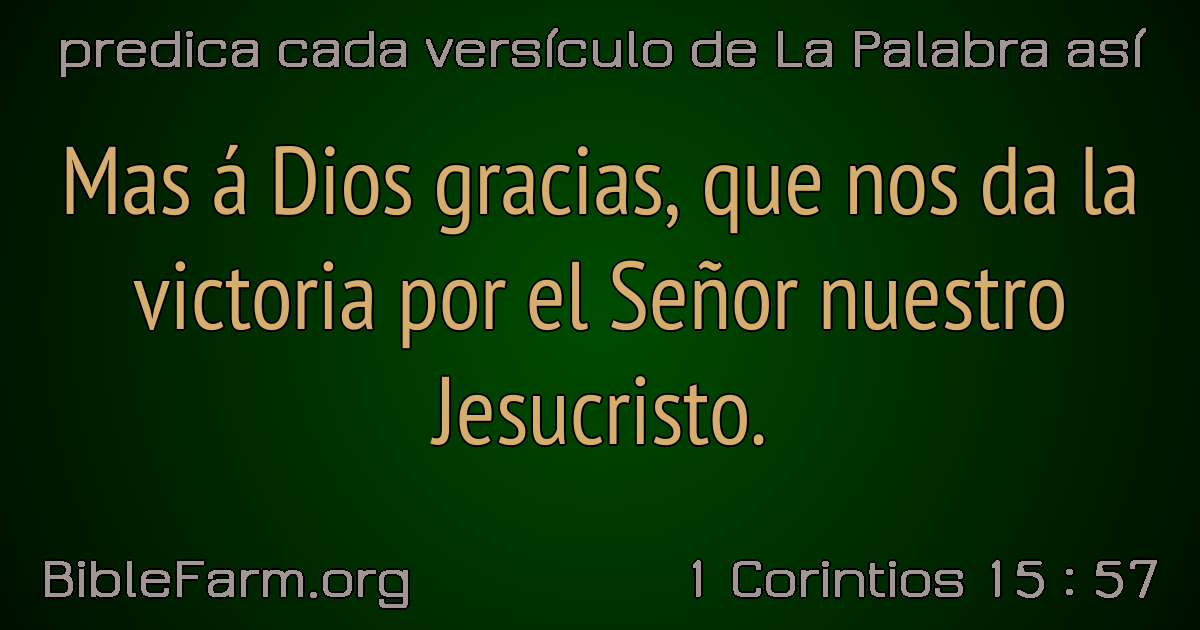 predica cada versículo de La Palabra así
Mas á Dios gracias, que nos da la
victoria por el Señor nuestro
Jesucristo.
BibleFarm.org
1 Corintios 15 : 57